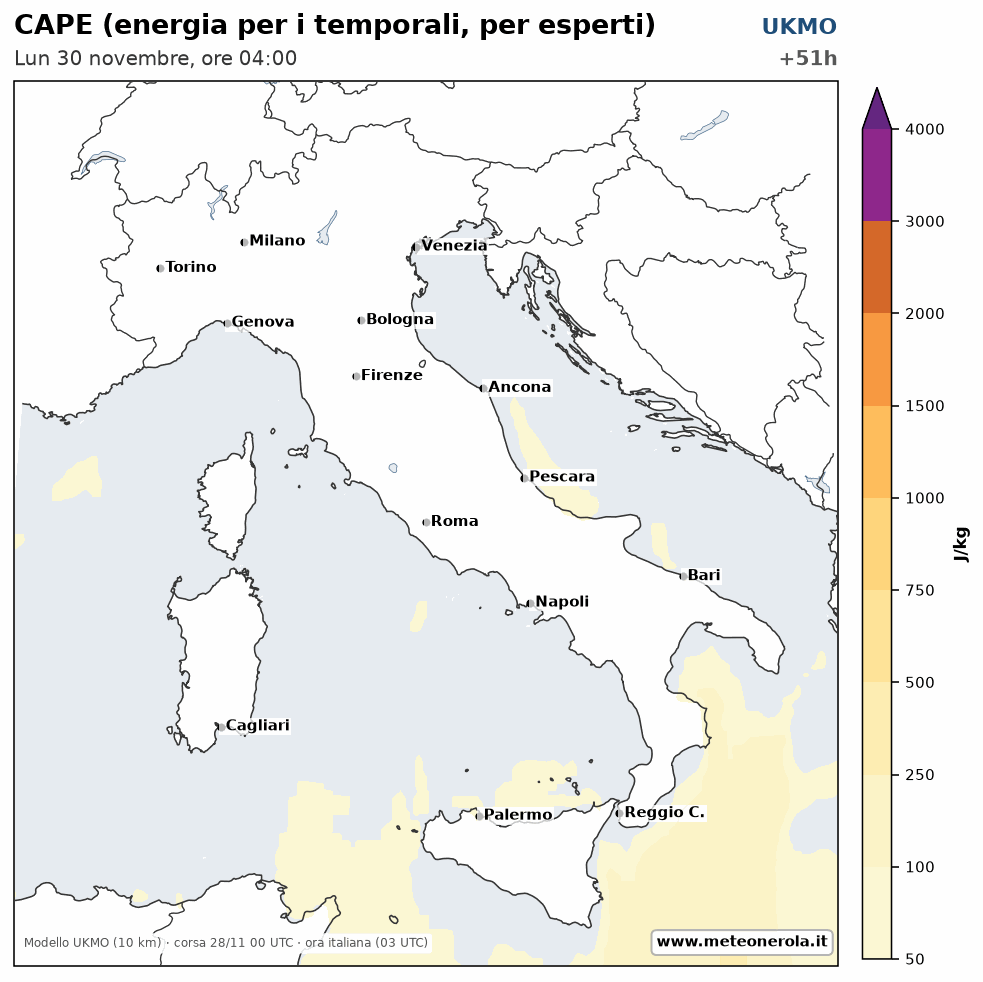 CAPE (energia per i temporali, per esperti)
UKMO
Lun 30 novembre, ore 04:00
+51h
Milano
Venezia
Torino
Genova
Bologna
Firenze
Ancona
Pescara
Roma
Bari
Napoli
Cagliari
Palermo
Reggio C.
4000
3000
2000
1500
1000
750
500
250
100
50
J/kg
Modello UKMO (10 km) · corsa 28/11 00 UTC · ora italiana (03 UTC)
www.meteonerola.it